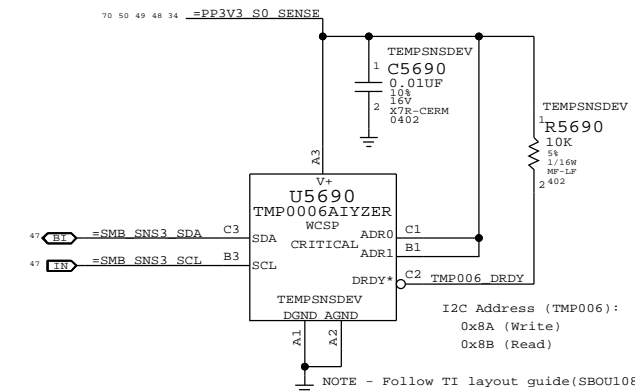 70 50 49 48 34 =PP3V3_S0_SENSE
TEMPSNSDEV
1 C5690
0.01UF
10%
16V
2 X7R-CERM
0402
TEMPSNSDEV
1 R5690
10K
5%
1/16W
MF-LF
2 402
A3
V+
U5690
TMP0006AIYZER
WCSP
CRITICAL
47 BI =SMB_SNS3_SDA C3 SDA
ADR0 C1
ADR1 B1
47 IN =SMB_SNS3_SCL B3 SCL
DRDY* C2 TMP006_DRDY
TEMPSNSDEV
DGND AGND
A1 A2
I2C Address (TMP006):
0x8A (Write)
0x8B (Read)
NOTE - Follow TI layout guide(SBOU108